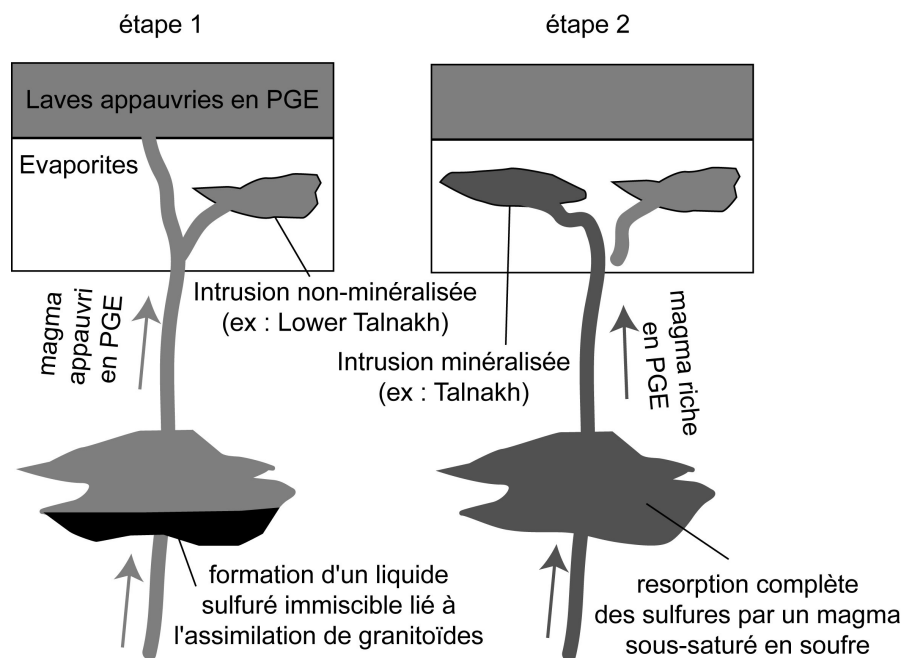 étape 1
Laves appauvries en PGE
Evaporites
Intrusion non-minéralisée
(ex : Lower Talnakh)
magma
appauvri
en PGE
formation d'un liquide
sulfuré immiscible lié à
l'assimilation de granitoïdes
étape 2
Intrusion minéralisée
(ex : Talnakh)
magma riche
en PGE
resorption complète
des sulfures par un magma
sous-saturé en soufre